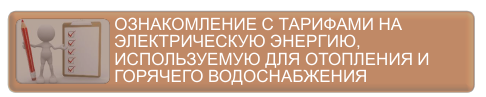 ОЗНАКОМЛЕНИЕ С ТАРИФАМИ НА
ЭЛЕКТРИЧЕСКУЮ ЭНЕРГИЮ,
ИСПОЛЬЗУЕМУЮ ДЛЯ ОТОПЛЕНИЯ И
ГОРЯЧЕГО ВОДОСНАБЖЕНИЯ